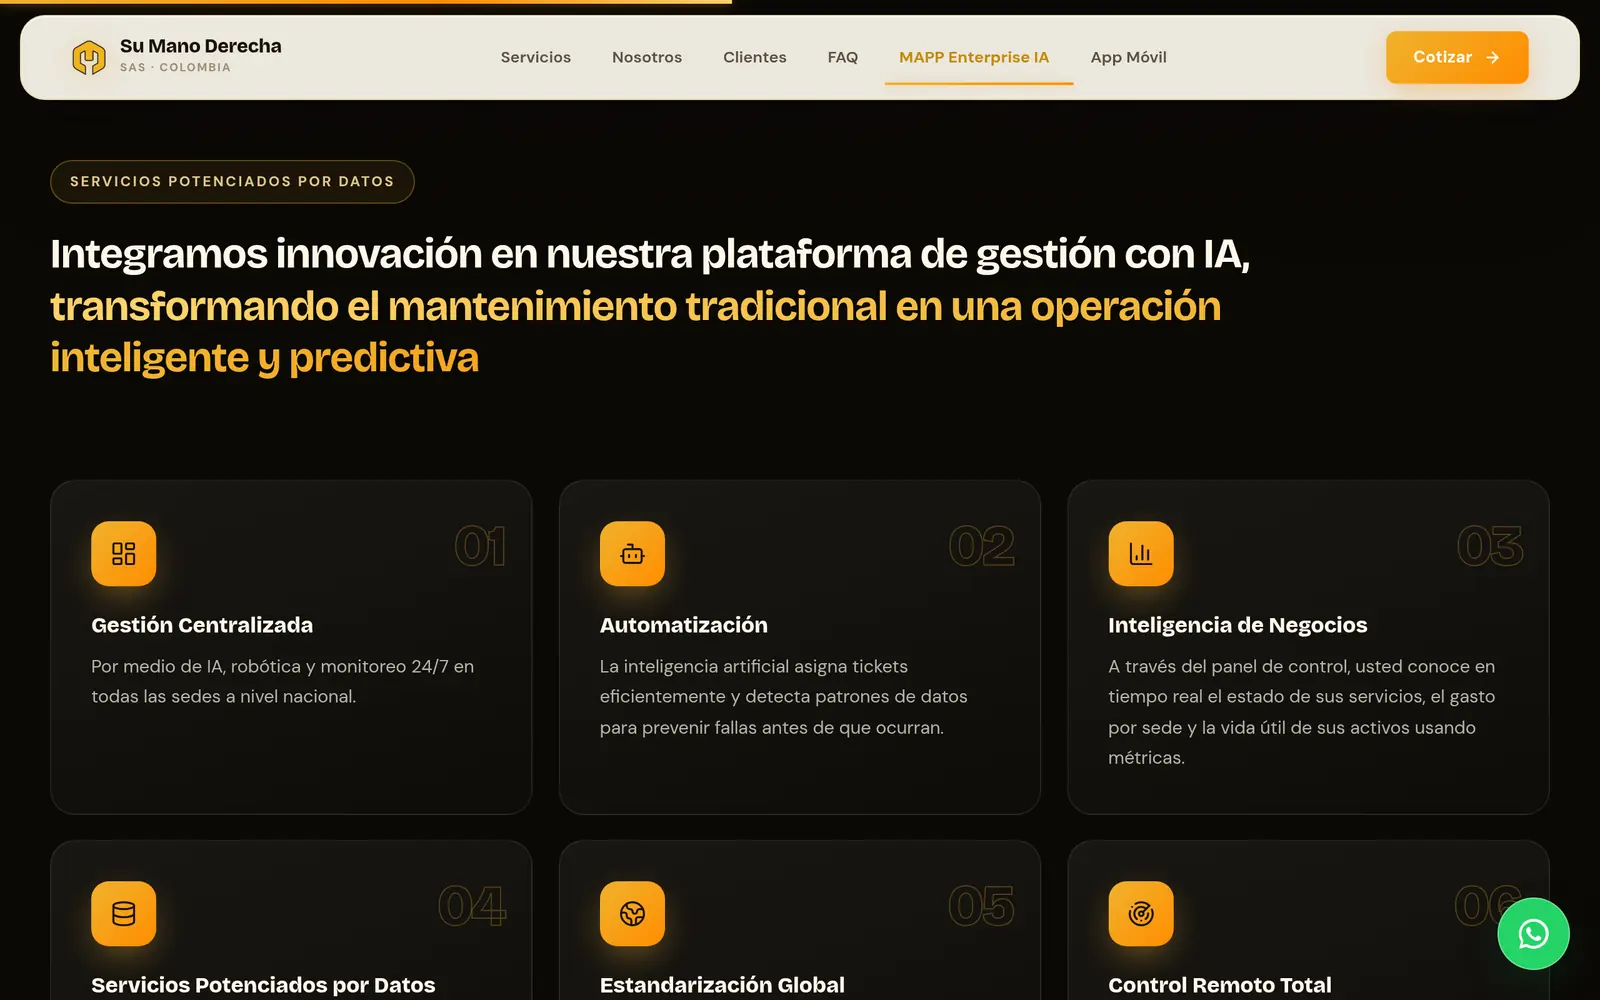 Su Mano Derecha
SAS · COLOMBIA
Servicios
Nosotros
Clientes
FAQ
MAPP Enterprise IA
App Móvil
Cotizar
SERVICIOS POTENCIADOS POR DATOS
Integramos innovación en nuestra plataforma de gestión con IA,
transformando el mantenimiento tradicional en una operación
inteligente y predictiva
01
Gestión Centralizada
Por medio de IA, robótica y monitoreo 24/7 en
todas las sedes a nivel nacional.
02
Automatización
La inteligencia artificial asigna tickets
eficientemente y detecta patrones de datos
para prevenir fallas antes de que ocurran.
03
Inteligencia de Negocios
A través del panel de control, usted conoce en
tiempo real el estado de sus servicios, el gasto
por sede y la vida útil de sus activos usando
métricas.
04
Servicios Potenciados por Datos
05
Estandarización Global
06
Control Remoto Total